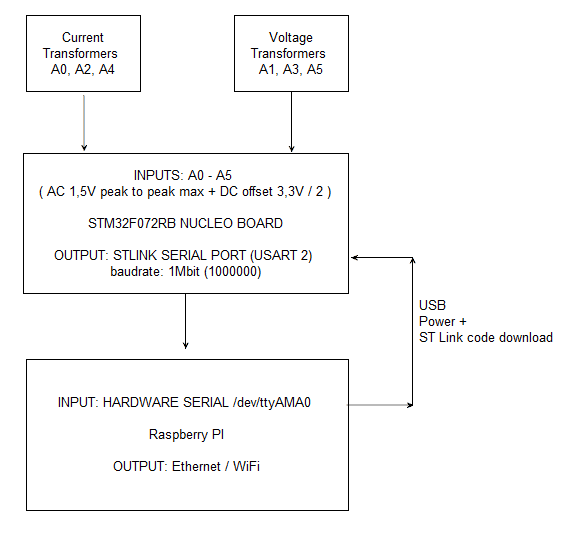 Current
Transformers
A0, A2, A4
Voltage
Transformers
A1, A3, A5
INPUTS: A0 - A5
( AC 1,5V peak to peak max + DC offset 3,3V / 2 )
STM32F072RB NUCLEO BOARD
OUTPUT: STLINK SERIAL PORT (USART 2)
baudrate: 1Mbit (1000000)
USB
Power +
ST Link code download
INPUT: HARDWARE SERIAL /dev/ttyAMA0
Raspberry PI
OUTPUT: Ethernet / WiFi